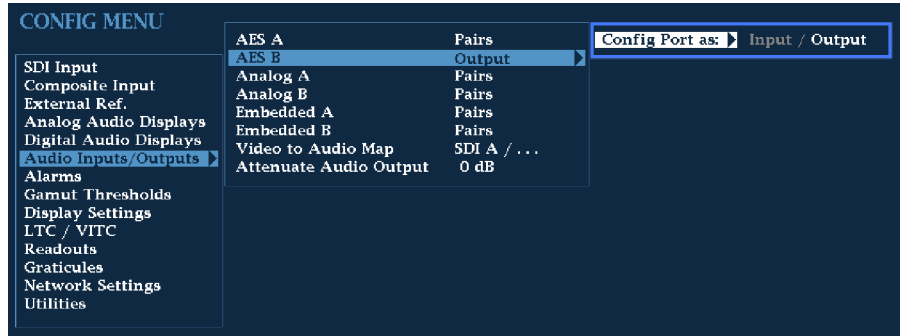 CONFIG MENU
SDI Input
Composite Input
External Ref.
Analog Audio Displays
Digital Audio Displays
Audio Inputs/Outputs
Alarms
Gamut Thresholds
Display Settings
LTC / VITC
Readouts
Graticules
Network Settings
Utilities
AES A Pairs
AES B Output
Analog A Pairs
Analog B Pairs
Embedded A Pairs
Embedded B Pairs
Video to Audio Map SDI A / ...
Attenuate Audio Output 0 dB
Config Port as: Input / Output